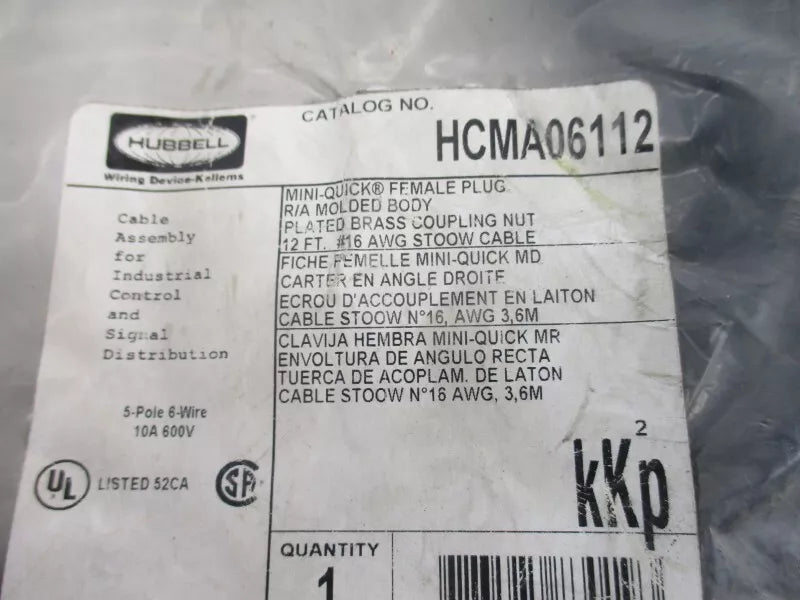 CATALOG NO.
HCMA06112
HUBBELL
Wiring Device-Kellems
Cable
Assembly
for
Industrial
Control
and
Signal
Distribution
5-Pole 6-Wire
10A 600V
UL LISTED 52CA
MINI-QUICK® FEMALE PLUG
R/A MOLDED BODY
PLATED BRASS COUPLING NUT
12 FT. #16 AWG STOOW CABLE
FICHE FEMELLE MINI-QUICK MD
CARTER EN ANGLE DROITE
ECROU D'ACCOUPLEMENT EN LAITON
CABLE STOOW N°16, AWG 3,6M
CLAVIJA HEMBRA MINI-QUICK MR
ENVOLTURA DE ANGULO RECTA
TUERCA DE ACOPLAM. DE LATON
CABLE STOOW N°16 AWG, 3,6M
2
kKp
QUANTITY
1